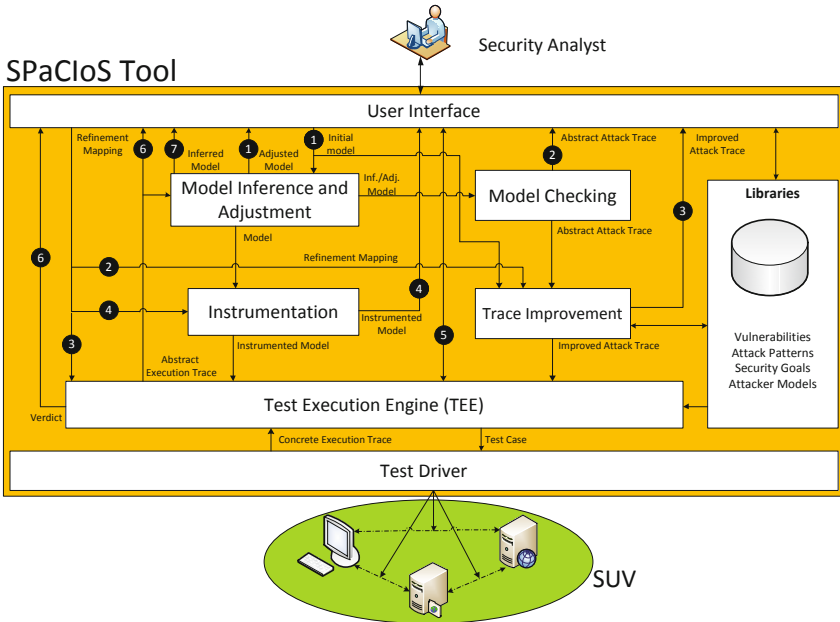 Security Analyst
SPaCIoS Tool
User Interface
Refinement
Mapping
6
7
Inferred
Model
1
Adjusted
Model
1
Initial
model
Abstract Attack Trace
2
Improved
Attack Trace
Inf./Adj.
Model
Model Inference and
Adjustment
Model Checking
Libraries
3
Model
Abstract Attack Trace
6
2
Refinement Mapping
4
Instrumentation
4
Instrumented
Model
Trace Improvement
3
Instrumented Model
5
Improved Attack Trace
Abstract
Execution Trace
Vulnerabilities
Attack Patterns
Security Goals
Attacker Models
Verdict
Test Execution Engine (TEE)
Concrete Execution Trace
Test Case
Test Driver
SUV